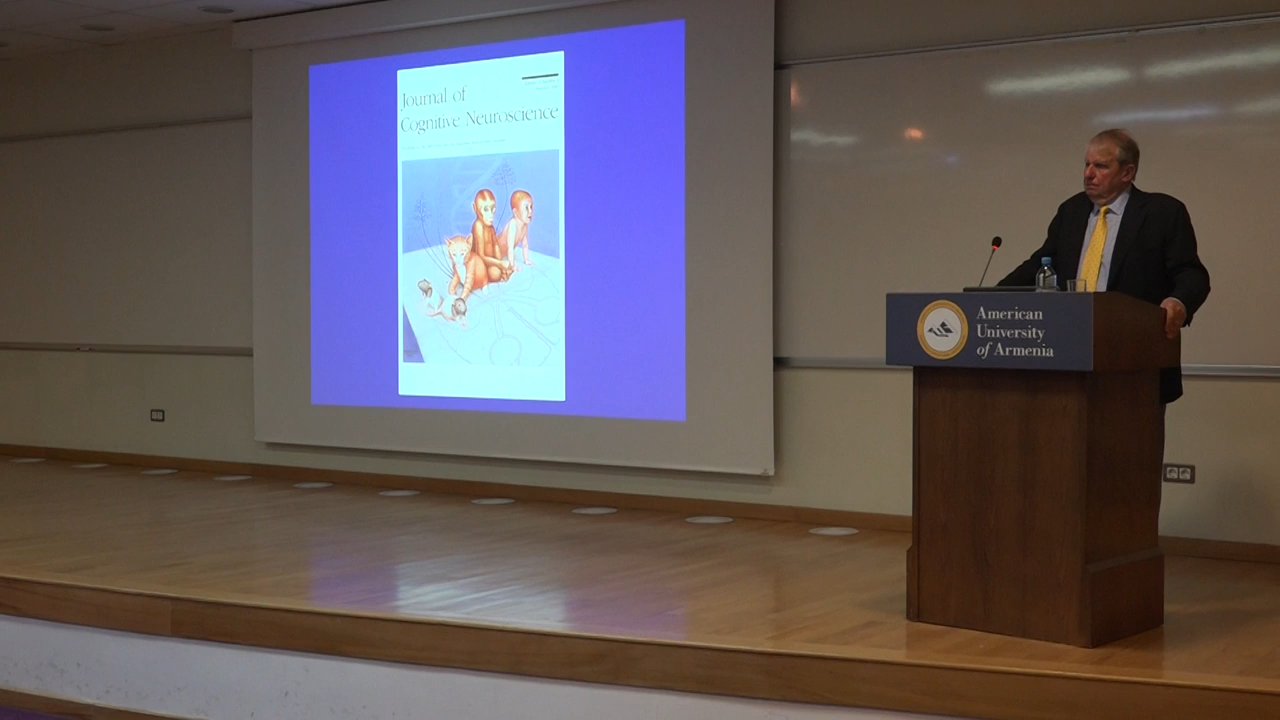 Journal of
Cognitive Neuroscience
American
University
of Armenia